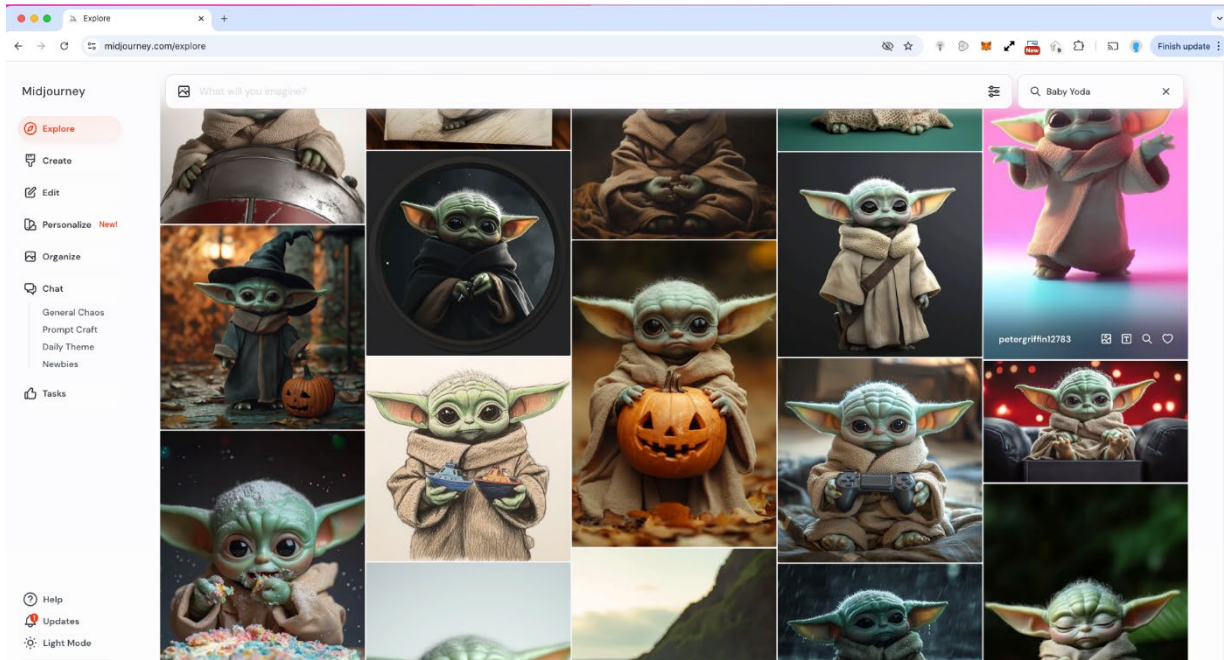 Explore
midjourney.com/explore
New
Finish update
Midjourney
What will you imagine?
Baby Yoda
Explore
Create
Edit
Personalize New!
Organize
Chat
General Chaos
Prompt Craft
Daily Theme
Newbies
Tasks
petergriffin12783
Help
Updates
Light Mode